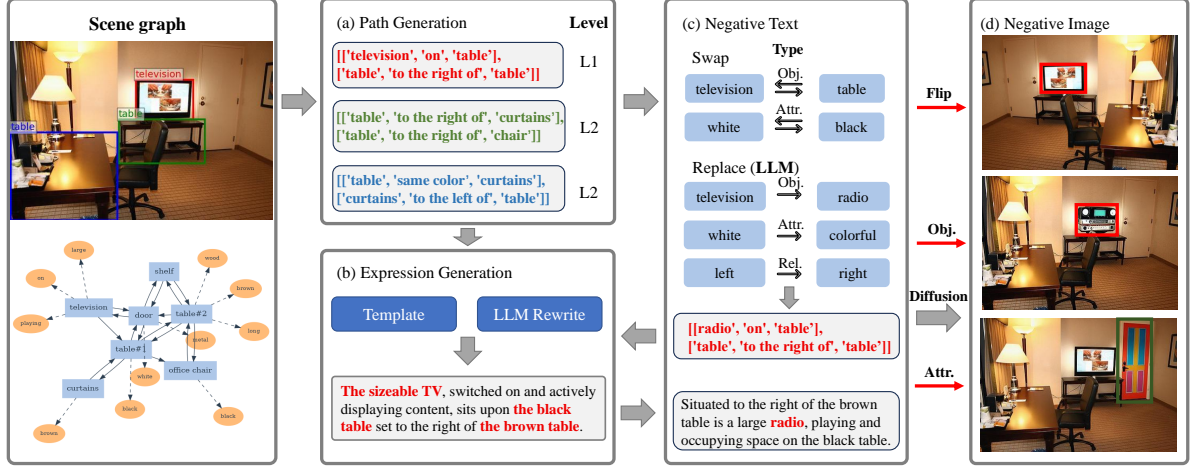 Scene graph
television
table
table
large
wood
on
shelf
brown
television
door
table#2
playing
long
metal
table#1
office chair
white
curtains
black
black
brown
(a) Path Generation
Level
[['television', 'on', 'table'],
['table', 'to the right of', 'table']]
L1
[['table', 'to the right of', 'curtains'],
['table', 'to the right of', 'chair']]
L2
[['table', 'same color', 'curtains'],
['curtains', 'to the left of', 'table']]
L2
(b) Expression Generation
Template
LLM Rewrite
The sizeable TV, switched on and actively
displaying content, sits upon the black
table set to the right of the brown table.
(c) Negative Text
Swap
Type
television
Obj.
table
white
Attr.
black
Replace (LLM)
television
Obj.
radio
white
Attr.
colorful
left
Rel.
right
[[radio', 'on', 'table'],
['table', 'to the right of', 'table']]
Situated to the right of the brown
table is a large radio, playing and
occupying space on the black table.
Flip
Obj.
Diffusion
Attr.
(d) Negative Image